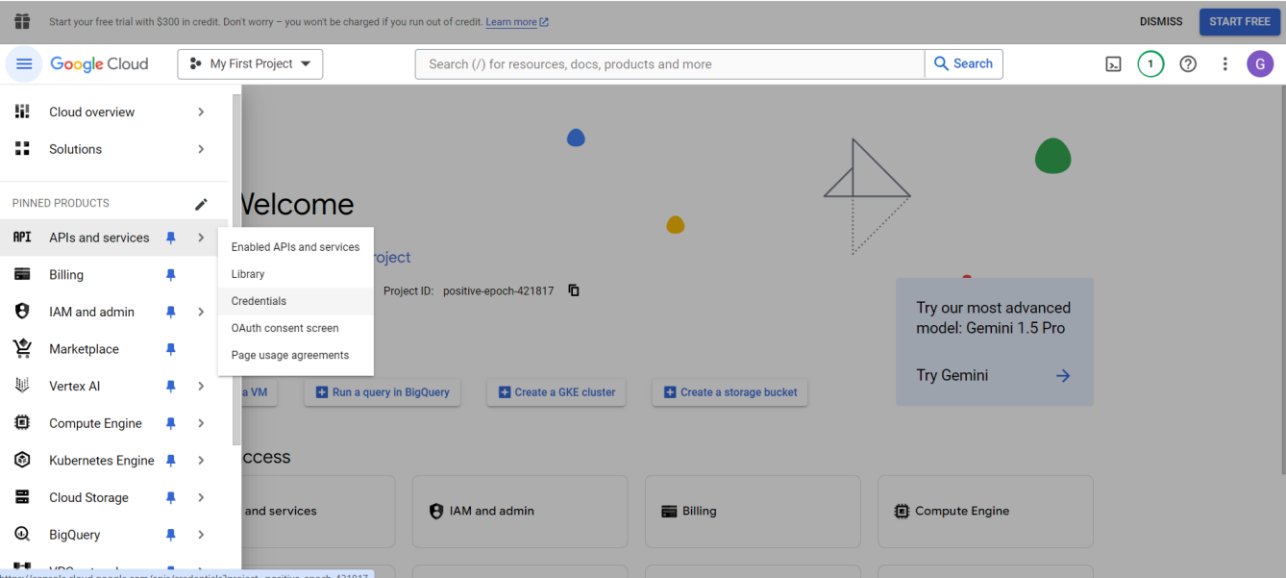 Start your free trial with $300 in credit. Don't worry – you won't be charged if you run out of credit. Learn more
DISMISS
START FREE
Google Cloud
My First Project
Search (/) for resources, docs, products and more
Search
1
G
Cloud overview
Solutions
PINNED PRODUCTS
API APIs and services
Billing
IAM and admin
Marketplace
Vertex AI
Compute Engine
Kubernetes Engine
Cloud Storage
BigQuery
Enabled APIs and services
Library
Credentials
OAuth consent screen
Page usage agreements
Welcome
roject
Project ID: positive-epoch-421817
Try our most advanced
model: Gemini 1.5 Pro
Try Gemini
a VM
Run a query in BigQuery
Create a GKE cluster
Create a storage bucket
ccess
and services
IAM and admin
Billing
Compute Engine